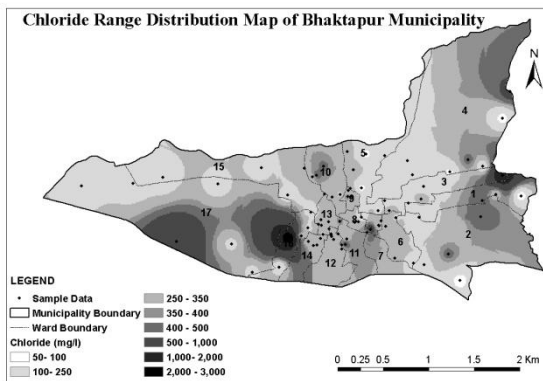 Chloride Range Distribution Map of Bhaktapur Municipality
N
4
5
15
10
3
9
1
17
13
8
2
6
14
11
7
12
LEGEND
Sample Data
Municipality Boundary
Ward Boundary
Chloride (mg/l)
50- 100
100- 250
250 - 350
350 - 400
400 - 500
500 - 1,000
1,000- 2,000
2,000 - 3,000
0 0.25 0.5 1 1.5 2 Km